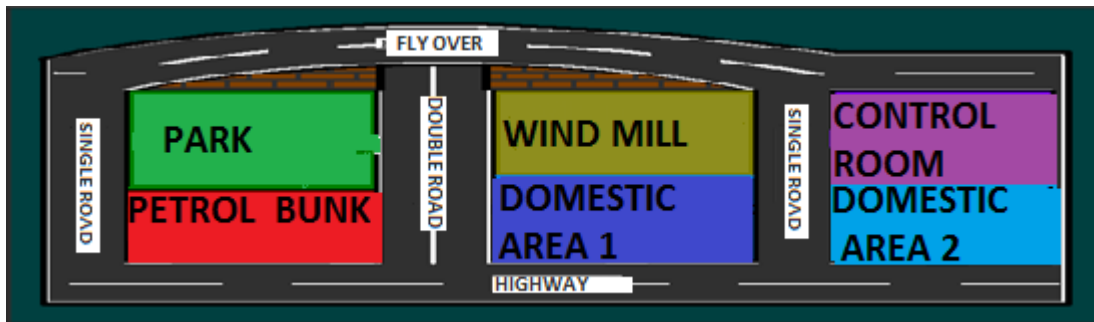 FLY OVER
SINGLE ROAD
PARK
PETROL BUNK
DOUBLE ROAD
WIND MILL
DOMESTIC
AREA 1
SINGLE ROAD
CONTROL
ROOM
DOMESTIC
AREA 2
HIGHWAY